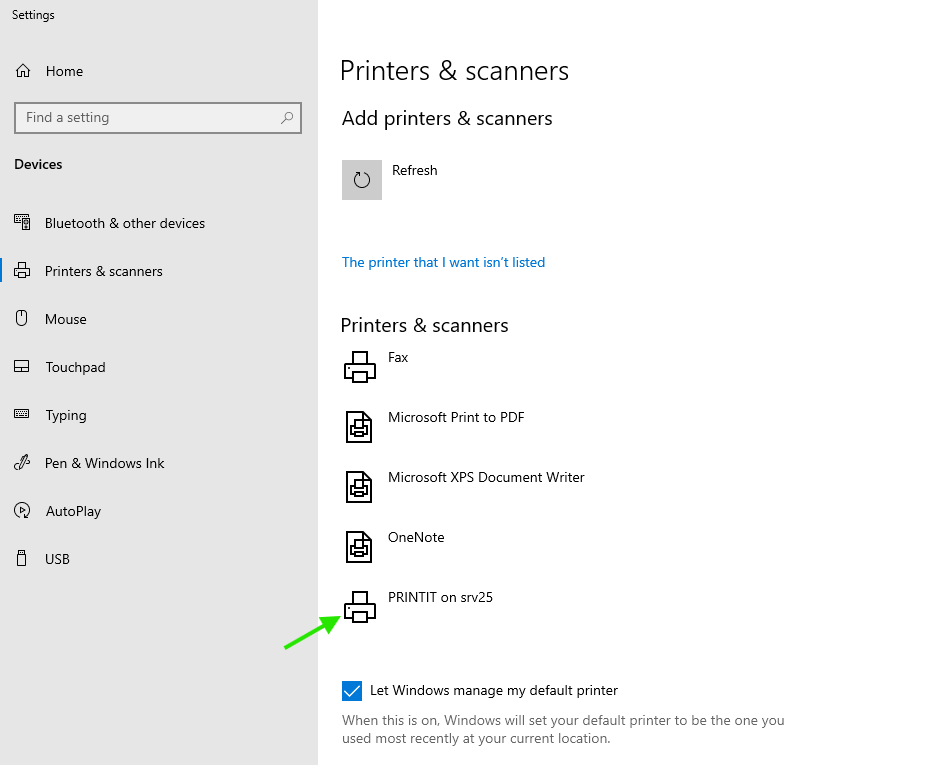 Settings
Home
Find a setting
Devices
Bluetooth & other devices
Printers & scanners
Mouse
Touchpad
Typing
Pen & Windows Ink
AutoPlay
USB
Printers & scanners
Add printers & scanners
Refresh
The printer that I want isn't listed
Printers & scanners
Fax
Microsoft Print to PDF
Microsoft XPS Document Writer
OneNote
PRINTIT on srv25
Let Windows manage my default printer
When this is on, Windows will set your default printer to be the one you
used most recently at your current location.